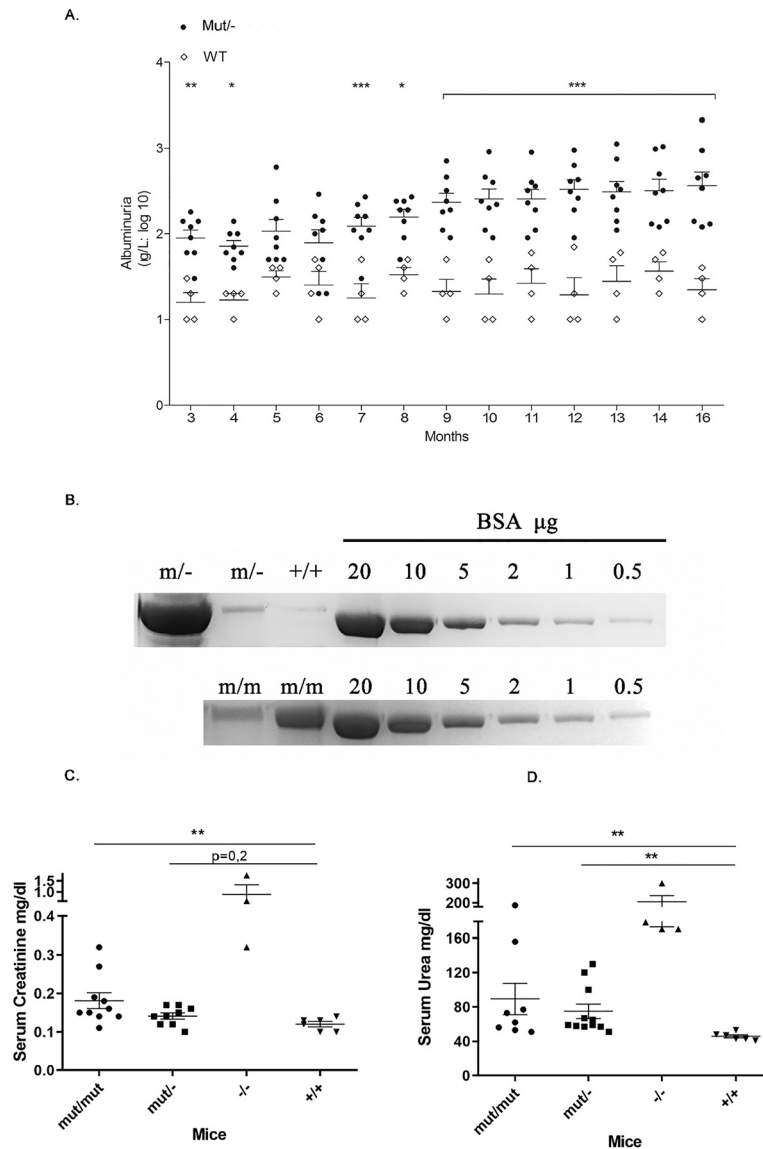 A.
Mut/-
WT
Albuminuria
(g/L: log 10)
4
3
2
1
0
** * *** * ***
3 4 5 6 7 8 9 10 11 12 13 14 16
Months
B.
BSA µg
m/- m/- +/+ 20 10 5 2 1 0.5
m/m m/m 20 10 5 2 1 0.5
C.
**
p=0,2
Serum Creatinine mg/dl
1.5
1.0
0.4
0.3
0.2
0.1
0.0
mut/mut mut/- -/- +/+
Mice
D.
**
**
Serum Urea mg/dl
300
200
160
120
80
40
0
mut/mut mut/- -/- +/+
Mice